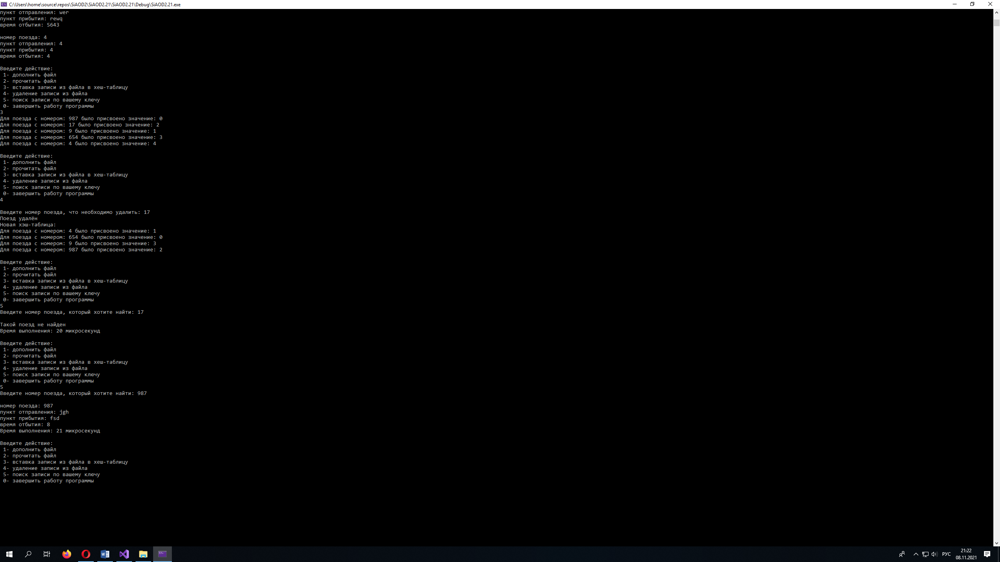 C:\Users\home\source\repos\SiAOD2\SiAOD2.21\SiAOD2.21\Debug\SiAOD2.21.exe
пункт отправления: wer
пункт прибытия: rewq
время отбытия: 5643
номер поезда: 4
пункт отправления: 4
пункт прибытия: 4
время отбытия: 4
Введите действие:
1- дополнить файл
2- прочитать файл
3- вставка записи из файла в хеш-таблицу
4- удаление записи из файла
5- поиск записи по вашему ключу
0- завершить работу программы
3
Для поезда с номером: 987 было присвоено значение: 0
Для поезда с номером: 17 было присвоено значение: 2
Для поезда с номером: 9 было присвоено значение: 1
Для поезда с номером: 654 было присвоено значение: 3
Для поезда с номером: 4 было присвоено значение: 4
Введите действие:
1- дополнить файл
2- прочитать файл
3- вставка записи из файла в хеш-таблицу
4- удаление записи из файла
5- поиск записи по вашему ключу
0- завершить работу программы
4
Введите номер поезда, что необходимо удалить: 17
Поезд удалён
Новая хэш-таблица:
Для поезда с номером: 4 было присвоено значение: 1
Для поезда с номером: 654 было присвоено значение: 0
Для поезда с номером: 9 было присвоено значение: 3
Для поезда с номером: 987 было присвоено значение: 2
Введите действие:
1- дополнить файл
2- прочитать файл
3- вставка записи из файла в хеш-таблицу
4- удаление записи из файла
5- поиск записи по вашему ключу
0- завершить работу программы
5
Введите номер поезда, который хотите найти: 17
Такой поезд не найден
Время выполнения: 20 микросекунд
Введите действие:
1- дополнить файл
2- прочитать файл
3- вставка записи из файла в хеш-таблицу
4- удаление записи из файла
5- поиск записи по вашему ключу
0- завершить работу программы
5
Введите номер поезда, который хотите найти: 987
номер поезда: 987
пункт отправления: jgh
пункт прибытия: fsd
время отбытия: 8
Время выполнения: 21 микросекунд
Введите действие:
1- дополнить файл
2- прочитать файл
3- вставка записи из файла в хеш-таблицу
4- удаление записи из файла
5- поиск записи по вашему ключу
0- завершить работу программы
РУС
21:22
08.11.2021